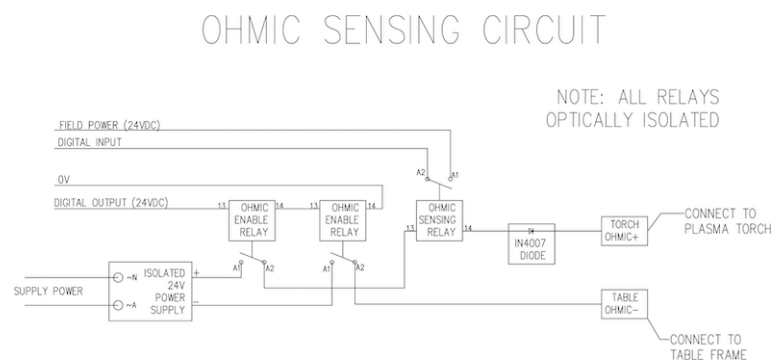 OHMIC SENSING CIRCUIT
NOTE: ALL RELAYS
OPTICALLY ISOLATED
FIELD POWER (24VDC)
DIGITAL INPUT
A2
A1
0V
DIGITAL OUTPUT (24VDC)
13
OHMIC
ENABLE
RELAY
14
13
OHMIC
ENABLE
RELAY
14
13
OHMIC
SENSING
RELAY
14
IN4007
DIODE
TORCH
OHMIC+
CONNECT TO
PLASMA TORCH
A1
A2
A1
A2
SUPPLY POWER
~N
~A
ISOLATED
24V
POWER
SUPPLY
+
-
TABLE
OHMIC-
CONNECT TO
TABLE FRAME